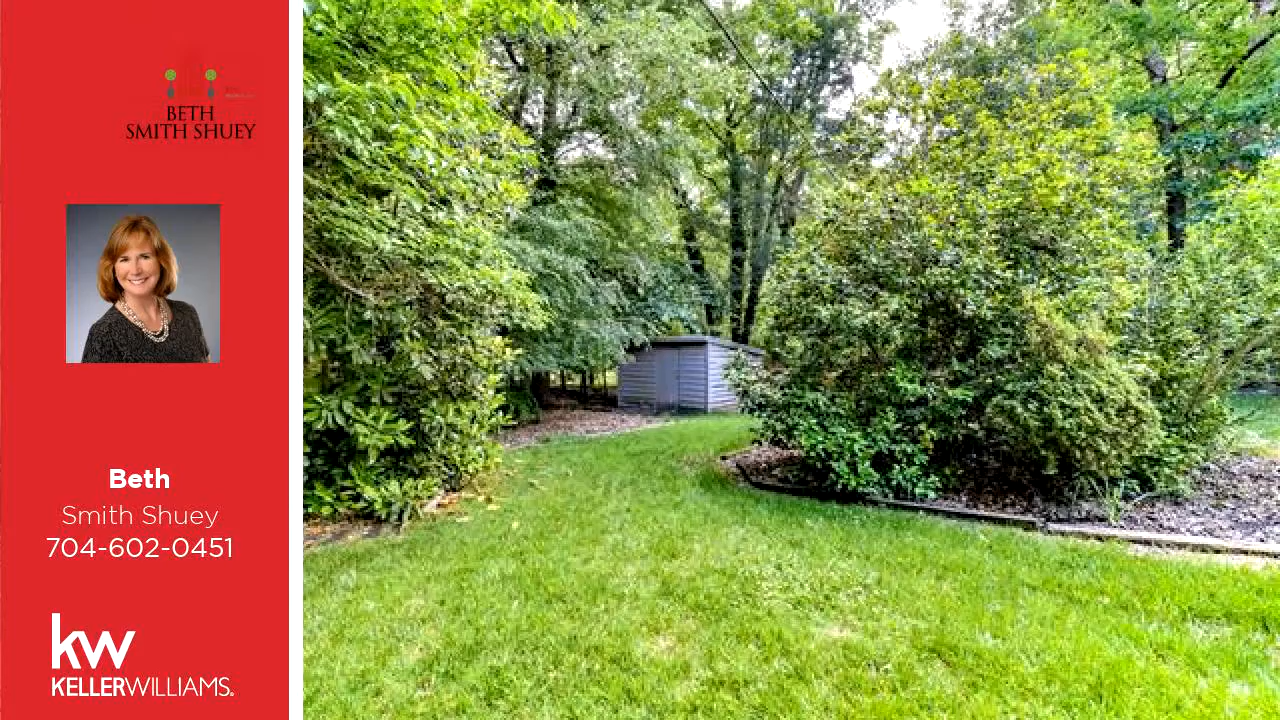 BETH
SMITH SHUEY
Beth
Smith Shuey
704-602-0451
kw
KELLERWILLIAMS.